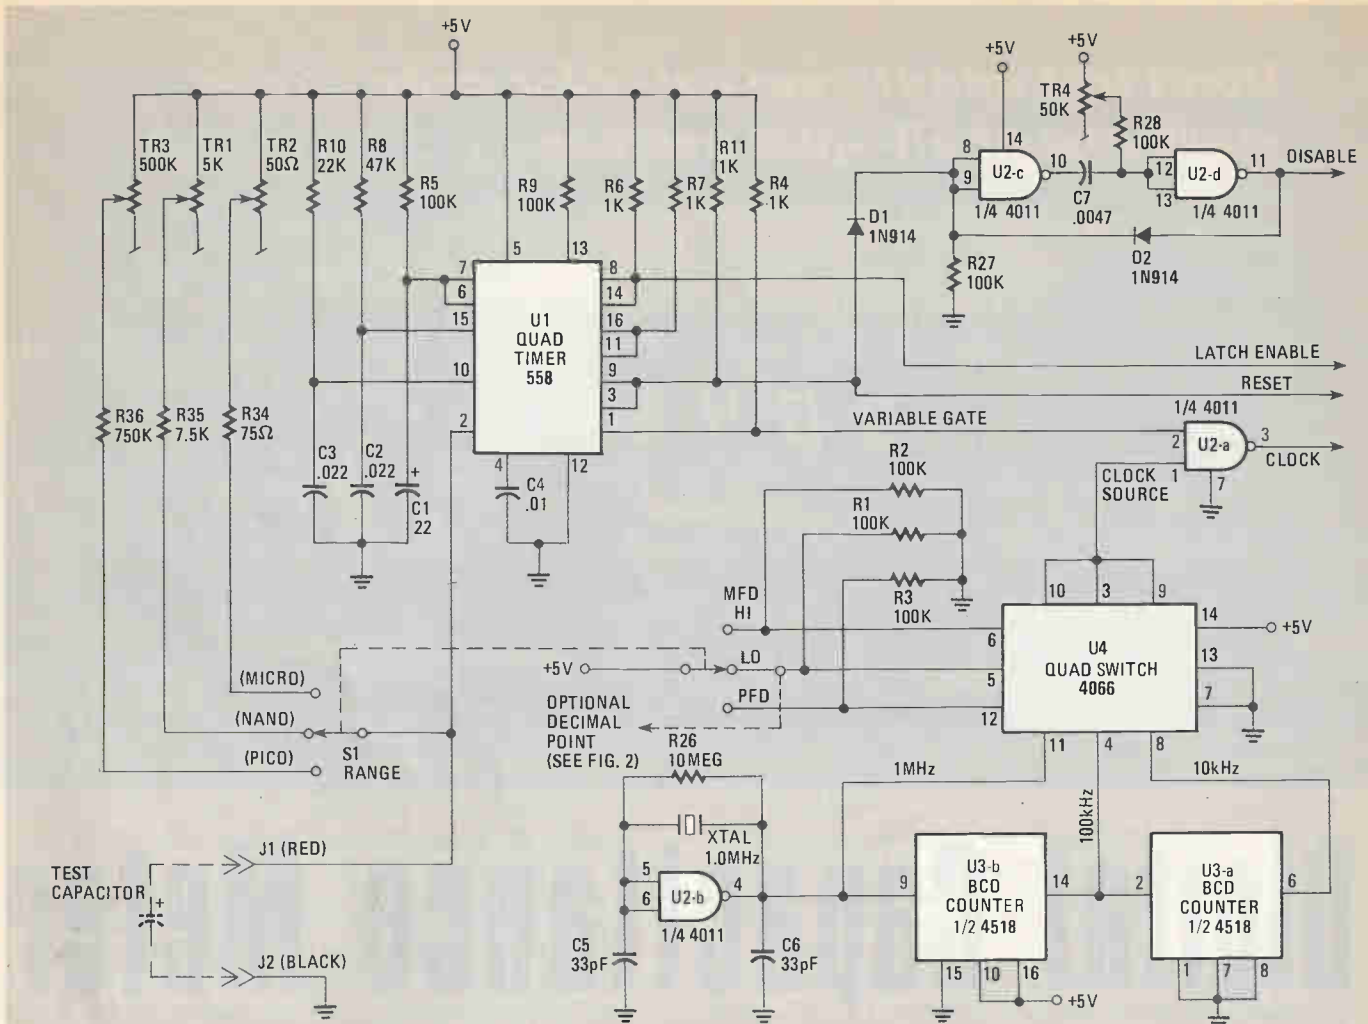 +5V
TR3
500K
TR1
5K
TR2
50Ω
R10
22K
R8
47K
R5
100K
R9
100K
R6
1K
R7
1K
R11
1K
R4
1K
+5V
+5V
TR4
50K
R28
100K
8
9
14
10
U2-c
1/4 4011
C7
.0047
12
13
11
U2-d
1/4 4011
DISABLE
D1
1N914
D2
1N914
R27
100K
5
13
7
6
15
10
2
U1
QUAD
TIMER
558
8
14
16
11
9
3
1
4
12
LATCH ENABLE
RESET
VARIABLE GATE
1/4 4011
2
1
U2-a
3
CLOCK
7
CLOCK
SOURCE
R36
750K
R35
7.5K
R34
75Ω
C3
.022
C2
.022
+
C1
22
C4
.01
R2
100K
R1
100K
R3
100K
MFD
HI
LO
PFD
+5V
OPTIONAL
DECIMAL
POINT
(SEE FIG. 2)
(MICRO)
(NANO)
(PICO)
S1
RANGE
10
3
9
6
5
12
U4
QUAD SWITCH
4066
14
+5V
13
7
11
4
8
1MHz
100kHz
10kHz
R26
10MEG
XTAL
1.0MHz
5
6
U2-b
4
1/4 4011
C5
33pF
C6
33pF
9
U3-b
BCD
COUNTER
1/2 4518
14
15
10
16
+5V
2
U3-a
BCD
COUNTER
1/2 4518
6
1
7
8
TEST
CAPACITOR
+
J1 (RED)
J2 (BLACK)